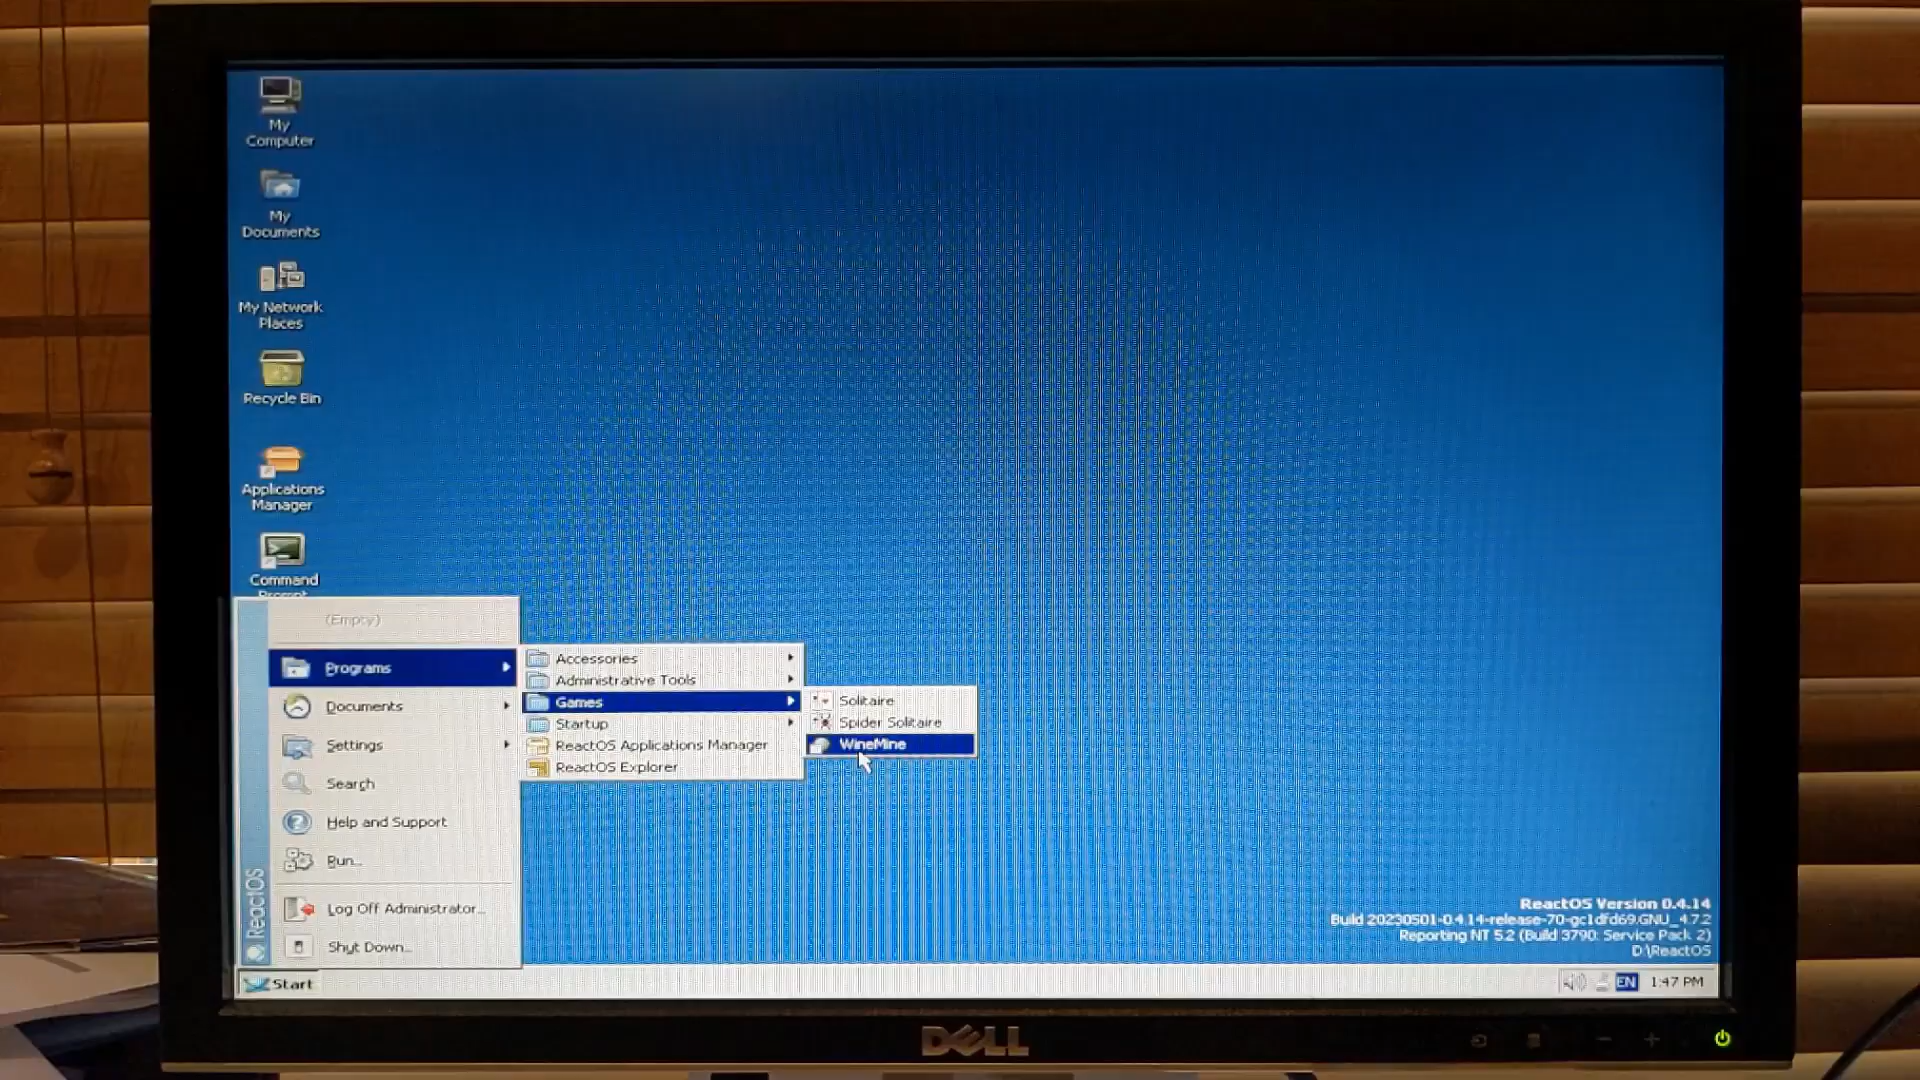 My
Computer
My
Documents
My Network
Places
Recycle Bin
Applications
Manager
Command
Prompt
(Empty)
Programs
Documents
Settings
Search
Help and Support
Run...
Log Off Administrator...
Shut Down...
ReactOS
Accessories
Administrative Tools
Games
Startup
ReactOS Applications Manager
ReactOS Explorer
Solitaire
Spider Solitaire
WineMine
ReactOS Version 0.4.14
Build 20230501-0.4.14-release-70-gc1dfd69.GNU_4.7.2
Reporting NT 5.2 (Build 3790: Service Pack 2)
D:\ReactOS
Start
EN
1:47 PM
DELL